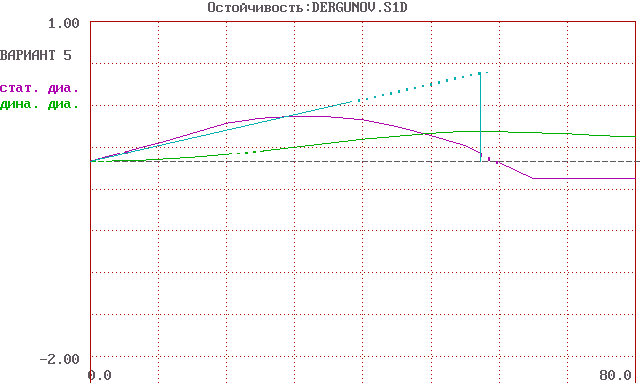 Остойчивость:DERGUNOV.S1D
1.00
ВАРИАНТ 5
стат. диа.
дина. диа.
-2.00
0.0
80.0